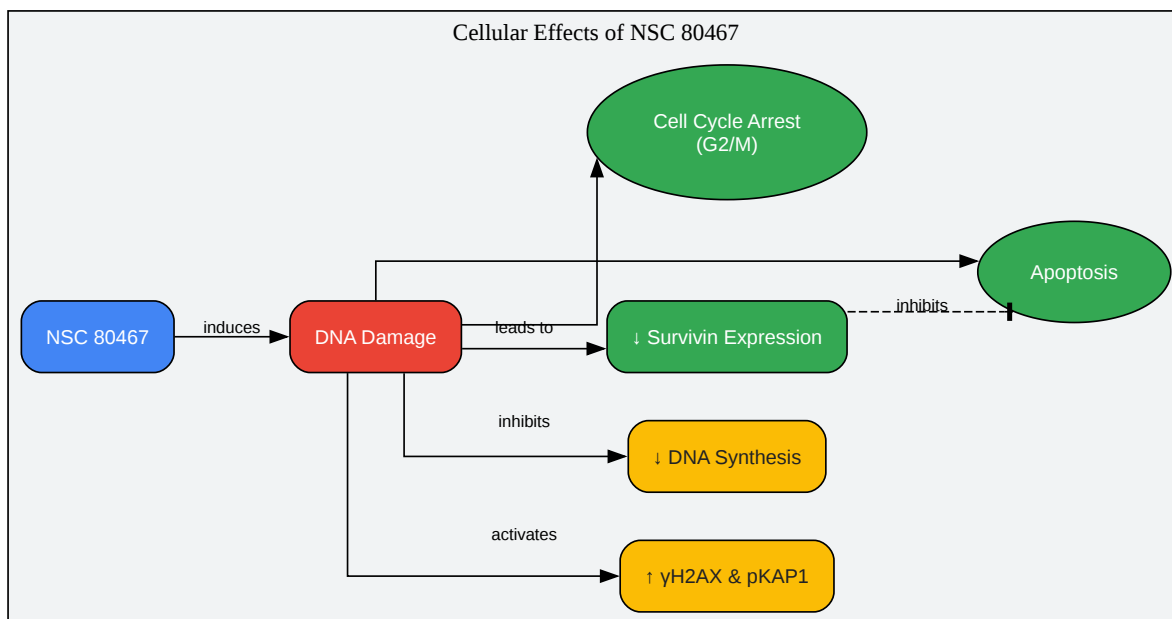 Cellular Effects of NSC 80467
Cell Cycle Arrest
(G2/M)
Apoptosis
NSC 80467
induces
DNA Damage
leads to
↓ Survivin Expression
inhibits
inhibits
↓ DNA Synthesis
activates
↑ γH2AX & pKAP1